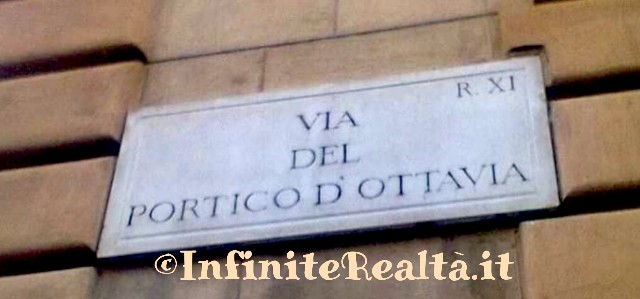 R. XI
VIA
DEL
PORTICO D'OTTAVIA
©InfiniteRealtà.it